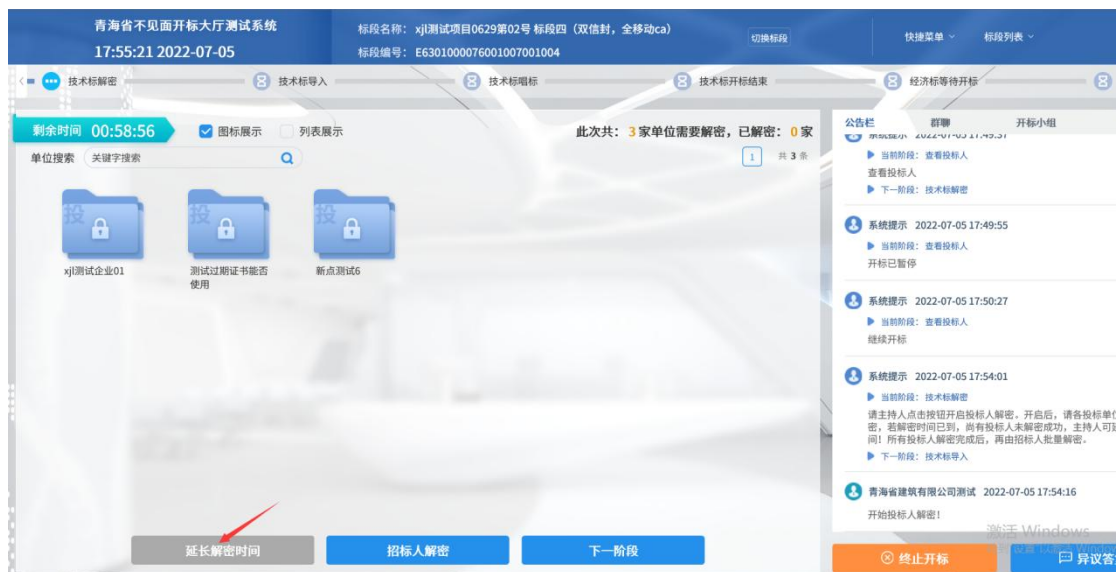 青海省不见面开标大厅测试系统
17:55:21 2022-07-05
标段名称： xjl测试项目0629第02号 标段四（双信封，全移动ca）
标段编号： E6301000076001007001004
切换标段
快捷菜单
标段列表
技术标解密
技术标导入
技术标唱标
技术标开标结束
经济标等待开标
剩余时间 00:58:56
图标展示
列表展示
此次共： 3 家单位需要解密，已解密： 0 家
单位搜索
关键字搜索
1
共 3 条
投
投
投
xjl测试企业01
测试过期证书能否
使用
新点测试6
延长解密时间
招标人解密
下一阶段
公告栏
群聊
开标小组
系统提示 2022-07-05 17:49:37
当前阶段： 查看投标人
查看投标人
下一阶段： 技术标解密
系统提示 2022-07-05 17:49:55
当前阶段： 查看投标人
开标已暂停
系统提示 2022-07-05 17:50:27
当前阶段： 查看投标人
继续开标
系统提示 2022-07-05 17:54:01
当前阶段： 技术标解密
请主持人点击按钮开启投标人解密。开启后，请各投标单位
密，若解密时间已到，尚有投标人未解密成功，主持人可延
间！所有投标人解密完成后，再由招标人批量解密。
下一阶段： 技术标导入
青海省建筑有限公司测试 2022-07-05 17:54:16
开始投标人解密！
激活 Windows
终止开标
异议答